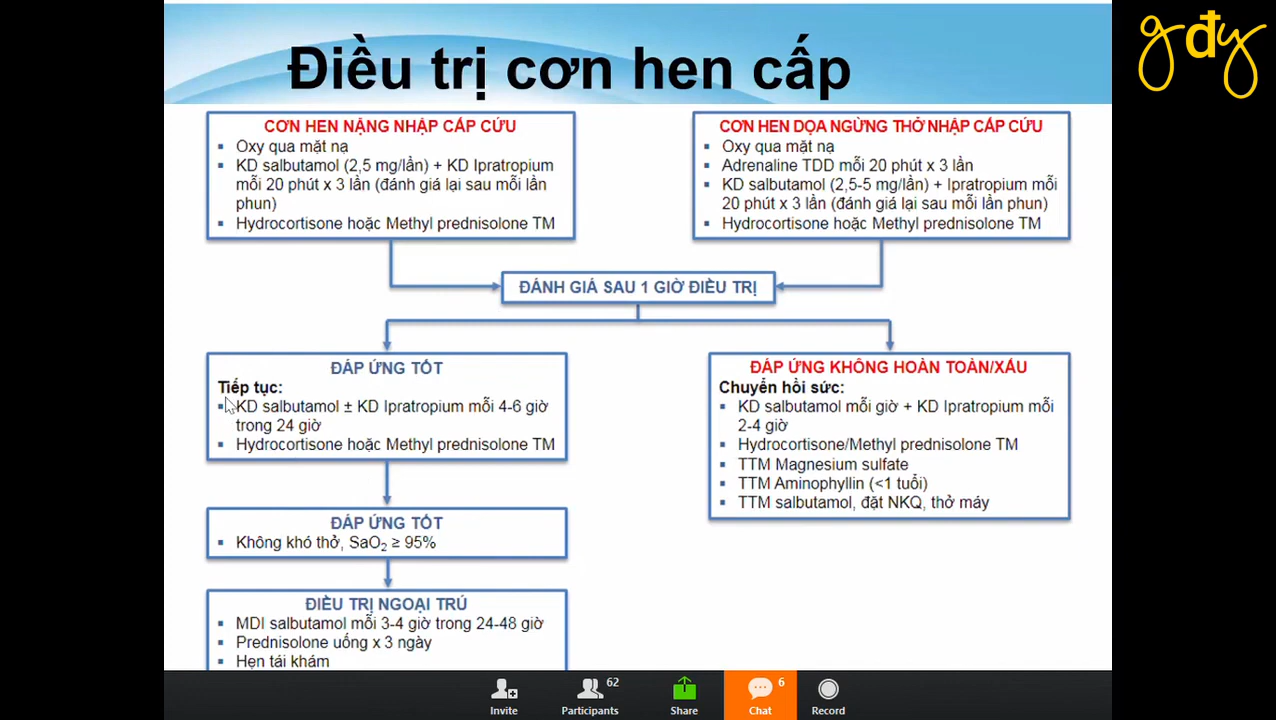 gđy
Điều trị cơn hen cấp
CƠN HEN NẶNG NHẬP CẤP CỨU
▪ Oxy qua mặt nạ
▪ KD salbutamol (2,5 mg/lần) + KD Ipratropium
mỗi 20 phút x 3 lần (đánh giá lại sau mỗi lần
phun)
▪ Hydrocortisone hoặc Methyl prednisolone TM
CƠN HEN DỌA NGỪNG THỞ NHẬP CẤP CỨU
▪ Oxy qua mặt nạ
▪ Adrenaline TDD mỗi 20 phút x 3 lần
▪ KD salbutamol (2,5-5 mg/lần) + Ipratropium mỗi
20 phút x 3 lần (đánh giá lại sau mỗi lần phun)
▪ Hydrocortisone hoặc Methyl prednisolone TM
ĐÁNH GIÁ SAU 1 GIỜ ĐIỀU TRỊ
ĐÁP ỨNG TỐT
Tiếp tục:
▪ KD salbutamol ± KD Ipratropium mỗi 4-6 giờ
trong 24 giờ
▪ Hydrocortisone hoặc Methyl prednisolone TM
ĐÁP ỨNG KHÔNG HOÀN TOÀN/XẤU
Chuyển hồi sức:
▪ KD salbutamol mỗi giờ + KD Ipratropium mỗi
2-4 giờ
▪ Hydrocortisone/Methyl prednisolone TM
▪ TTM Magnesium sulfate
▪ TTM Aminophyllin (<1 tuổi)
▪ TTM salbutamol, đặt NKQ, thở máy
ĐÁP ỨNG TỐT
▪ Không khó thở, SaO₂ ≥ 95%
ĐIỀU TRỊ NGOẠI TRÚ
▪ MDI salbutamol mỗi 3-4 giờ trong 24-48 giờ
▪ Prednisolone uống x 3 ngày
▪ Hẹn tái khám
62
6
Invite
Participants
Share
Chat
Record